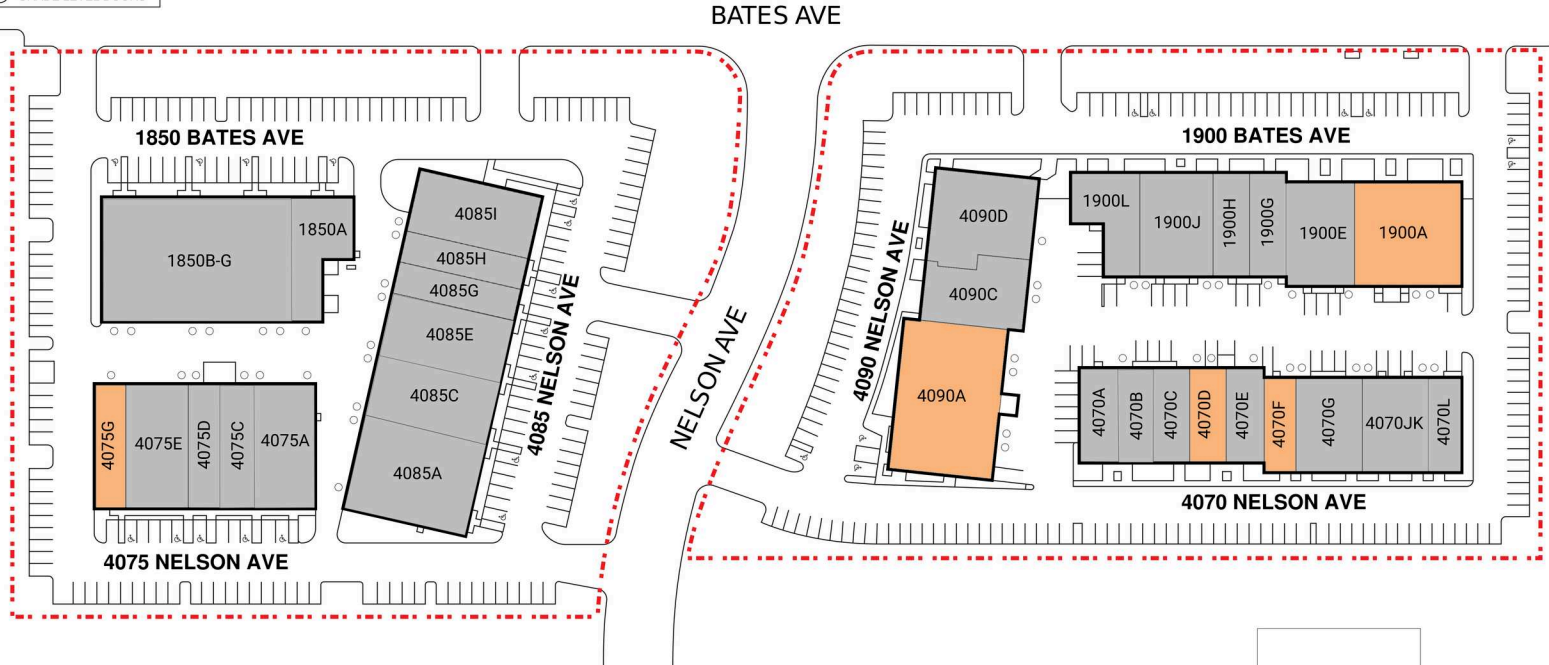 BATES AVE
1850 BATES AVE
1850B-G
1850A
4085I
4085H
4085G
4085E
4085C
4085A
4085 NELSON AVE
4075G
4075E
4075D
4075C
4075A
4075 NELSON AVE
NELSON AVE
4090 NELSON AVE
4090D
4090C
4090A
1900 BATES AVE
1900L
1900J
1900H
1900G
1900E
1900A
4070A
4070B
4070C
4070D
4070E
4070F
4070G
4070JK
4070L
4070 NELSON AVE